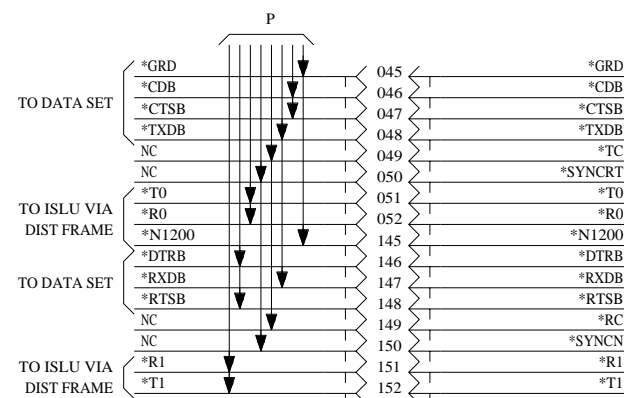 P
*GRD 045 *GRD
*CDB 046 *CDB
TO DATA SET
*CTSB 047 *CTSB
*TXDB 048 *TXDB
NC 049 *TC
NC 050 *SYNCRT
*T0 051 *T0
TO ISLU VIA
DIST FRAME
*R0 052 *R0
*N1200 145 *N1200
*DTRB 146 *DTRB
TO DATA SET
*RXDB 147 *RXDB
*RTSB 148 *RTSB
NC 149 *RC
NC 150 *SYNCN
*R1 151 *R1
TO ISLU VIA
DIST FRAME
*T1 152 *T1